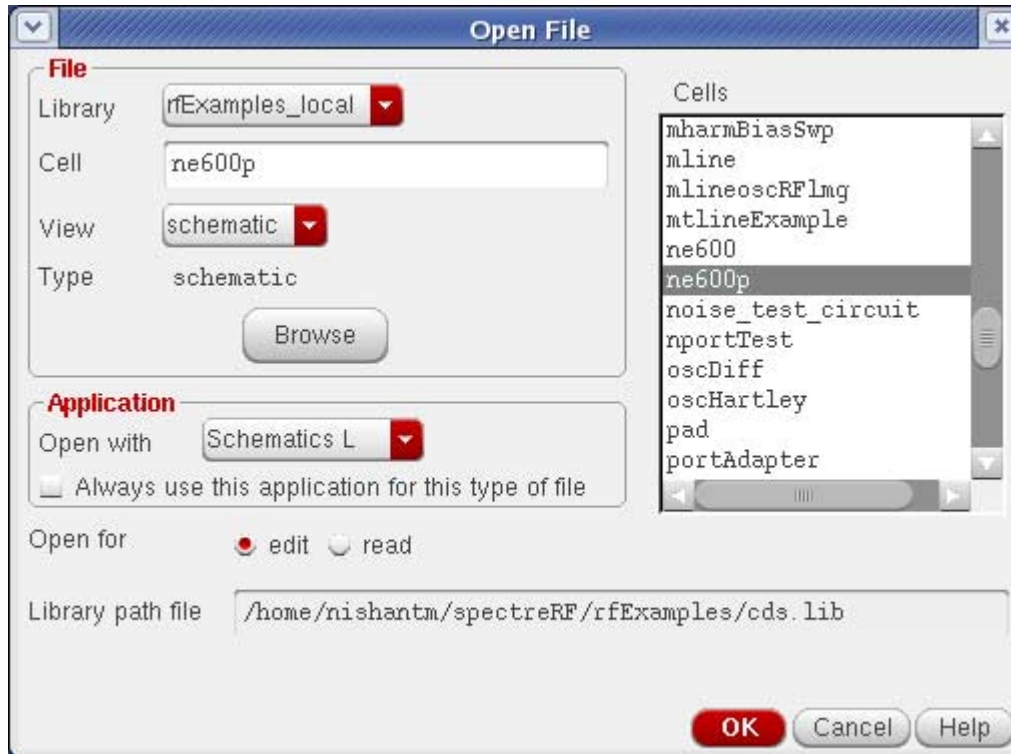 Open File
File
Library rfExamples_local
Cell ne600p
View schematic
Type schematic
Browse
Cells
mharmBiasSwp
mline
mlineoscRFlmg
mtlineExample
ne600
ne600p
noise_test_circuit
nportTest
oscDiff
oscHartley
pad
portAdapter
Application
Open with Schematics L
Always use this application for this type of file
Open for edit read
Library path file /home/nishantm/spectreRF/rfExamples/cds.lib
OK Cancel Help